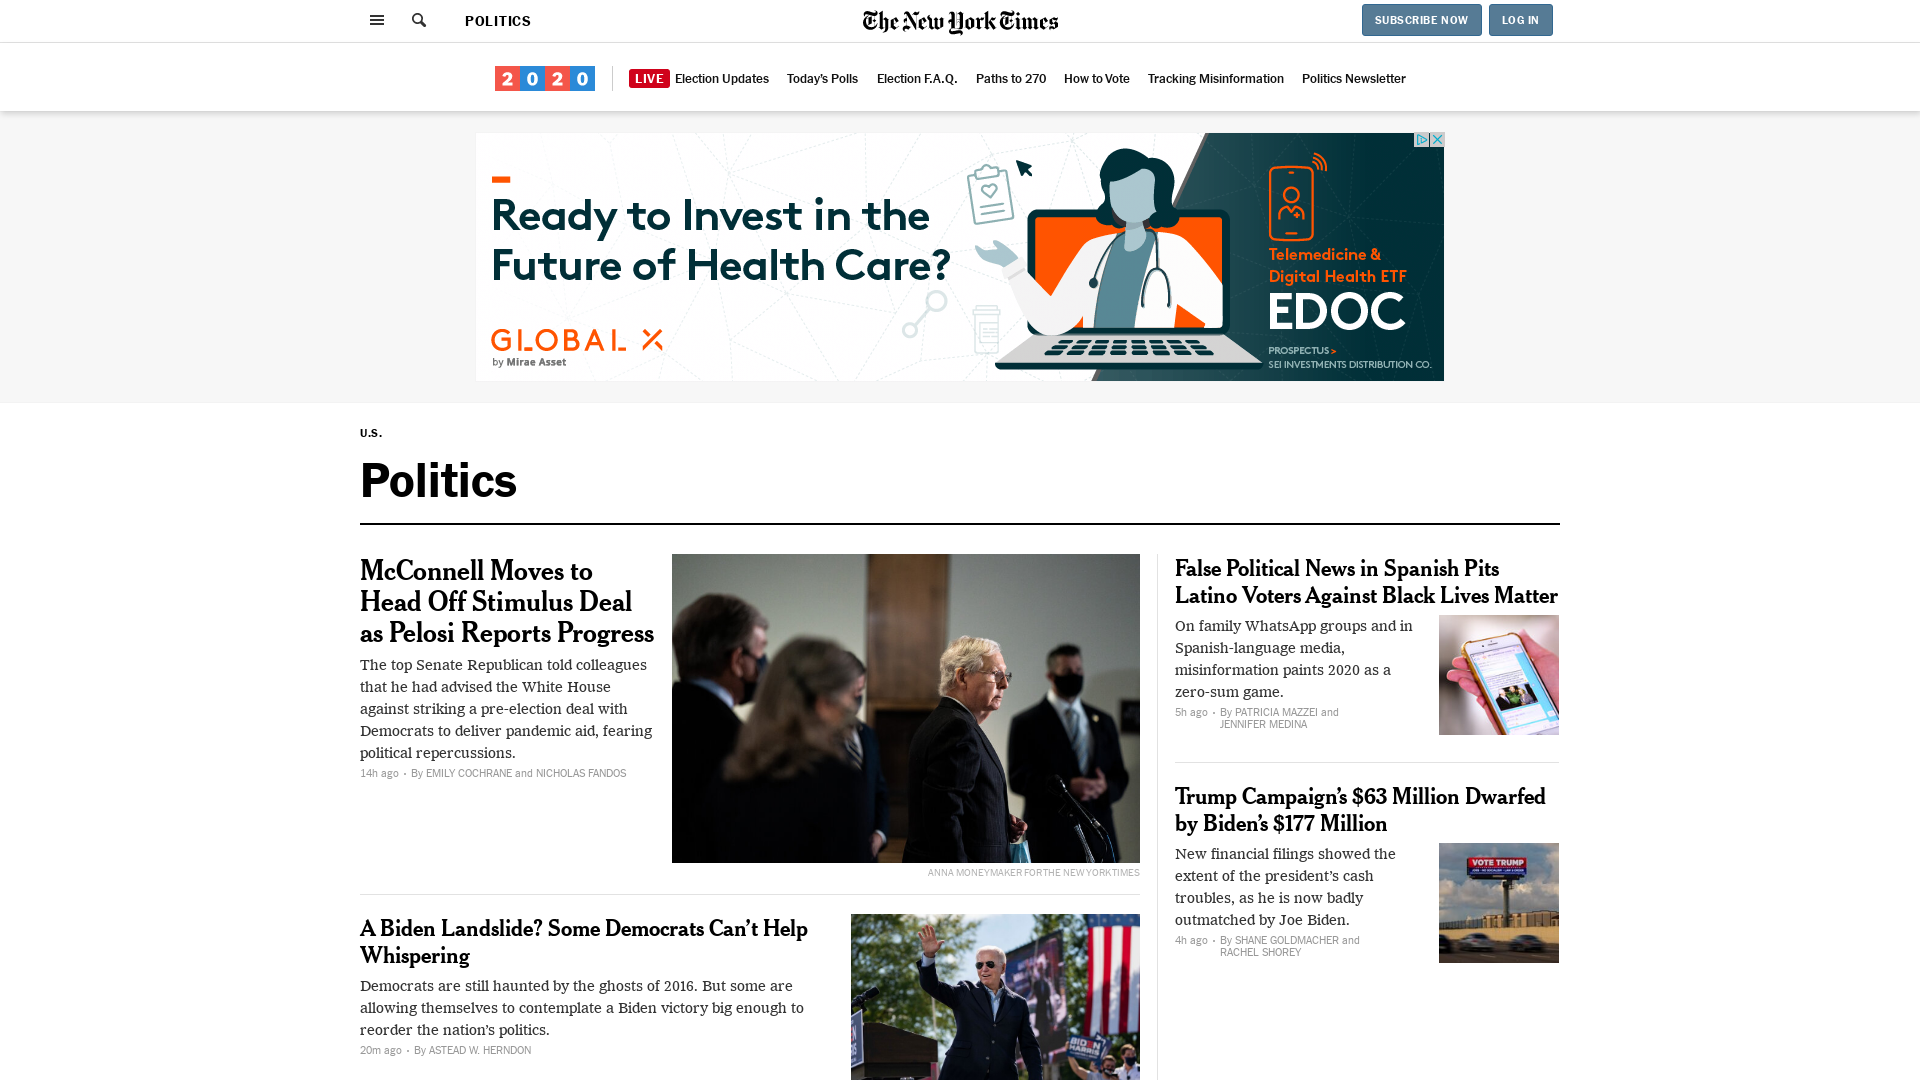 POLITICS
The New York Times
SUBSCRIBE NOW
LOG IN
2020
LIVE Election Updates
Today's Polls
Election F.A.Q.
Paths to 270
How to Vote
Tracking Misinformation
Politics Newsletter
Ready to Invest in the
Future of Health Care?
GLOBAL X
by Mirae Asset
Telemedicine &
Digital Health ETF
EDOC
PROSPECTUS >
SEI INVESTMENTS DISTRIBUTION CO.
U.S.
Politics
McConnell Moves to
Head Off Stimulus Deal
as Pelosi Reports Progress
The top Senate Republican told colleagues
that he had advised the White House
against striking a pre-election deal with
Democrats to deliver pandemic aid, fearing
political repercussions.
14h ago • By EMILY COCHRANE and NICHOLAS FANDOS
ANNA MONEYMAKER FOR THE NEW YORK TIMES
A Biden Landslide? Some Democrats Can’t Help
Whispering
Democrats are still haunted by the ghosts of 2016. But some are
allowing themselves to contemplate a Biden victory big enough to
reorder the nation’s politics.
20m ago • By ASTEAD W. HERNDON
BIDEN
HARRIS
False Political News in Spanish Pits
Latino Voters Against Black Lives Matter
On family WhatsApp groups and in
Spanish-language media,
misinformation paints 2020 as a
zero-sum game.
5h ago • By PATRICIA MAZZEI and
JENNIFER MEDINA
Trump Campaign’s $63 Million Dwarfed
by Biden’s $177 Million
New financial filings showed the
extent of the president’s cash
troubles, as he is now badly
outmatched by Joe Biden.
4h ago • By SHANE GOLDMACHER and
RACHEL SHOREY
VOTE TRUMP